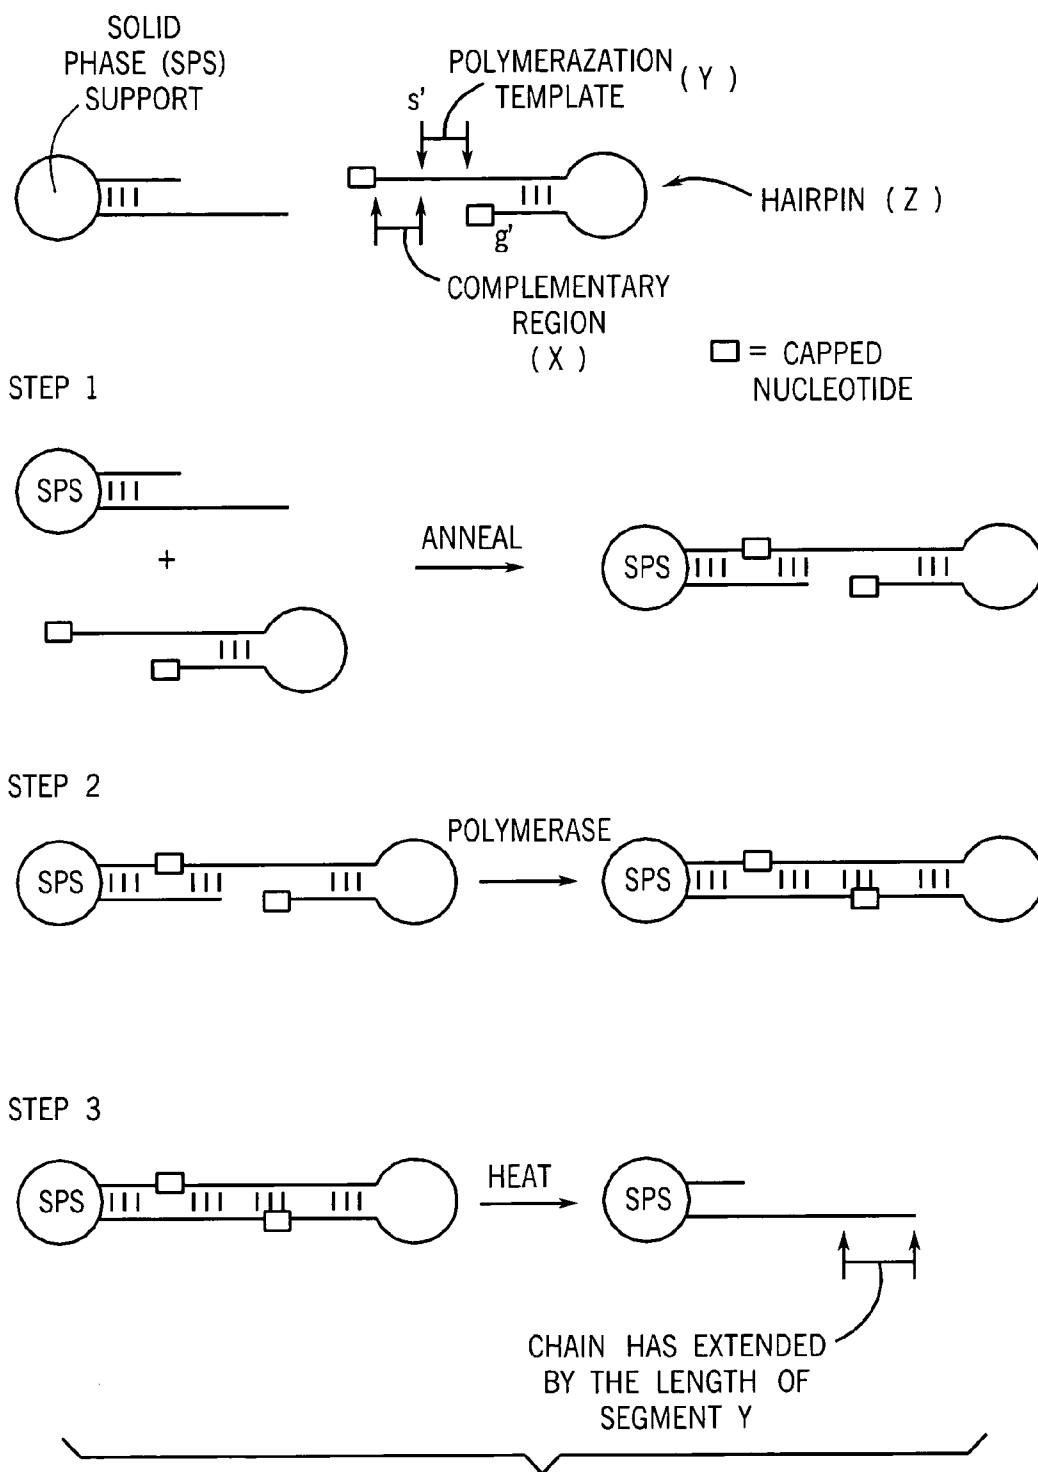 SOLID
PHASE (SPS)
SUPPORT
POLYMERAZATION
TEMPLATE
( Y )
s'
HAIRPIN ( Z )
g'
COMPLEMENTARY
REGION
( X )
= CAPPED
NUCLEOTIDE
STEP 1
SPS
+
ANNEAL
SPS
STEP 2
SPS
POLYMERASE
SPS
STEP 3
SPS
HEAT
SPS
CHAIN HAS EXTENDED
BY THE LENGTH OF
SEGMENT Y